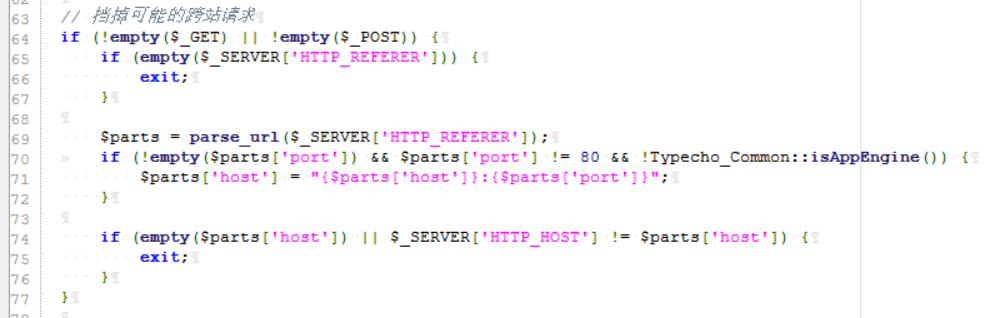 63 // 挡掉可能的跨站请求
64 if (!empty($_GET) || !empty($_POST)) {
65     if (empty($_SERVER['HTTP_REFERER'])) {
66         exit;
67     }
68
69     $parts = parse_url($_SERVER['HTTP_REFERER']);
70     if (!empty($parts['port']) && $parts['port'] != 80 && !Typecho_Common::isAppEngine()) {
71         $parts['host'] = "{$parts['host']}:{$parts['port']}";
72     }
73
74     if (empty($parts['host']) || $_SERVER['HTTP_HOST'] != $parts['host']) {
75         exit;
76     }
77 }